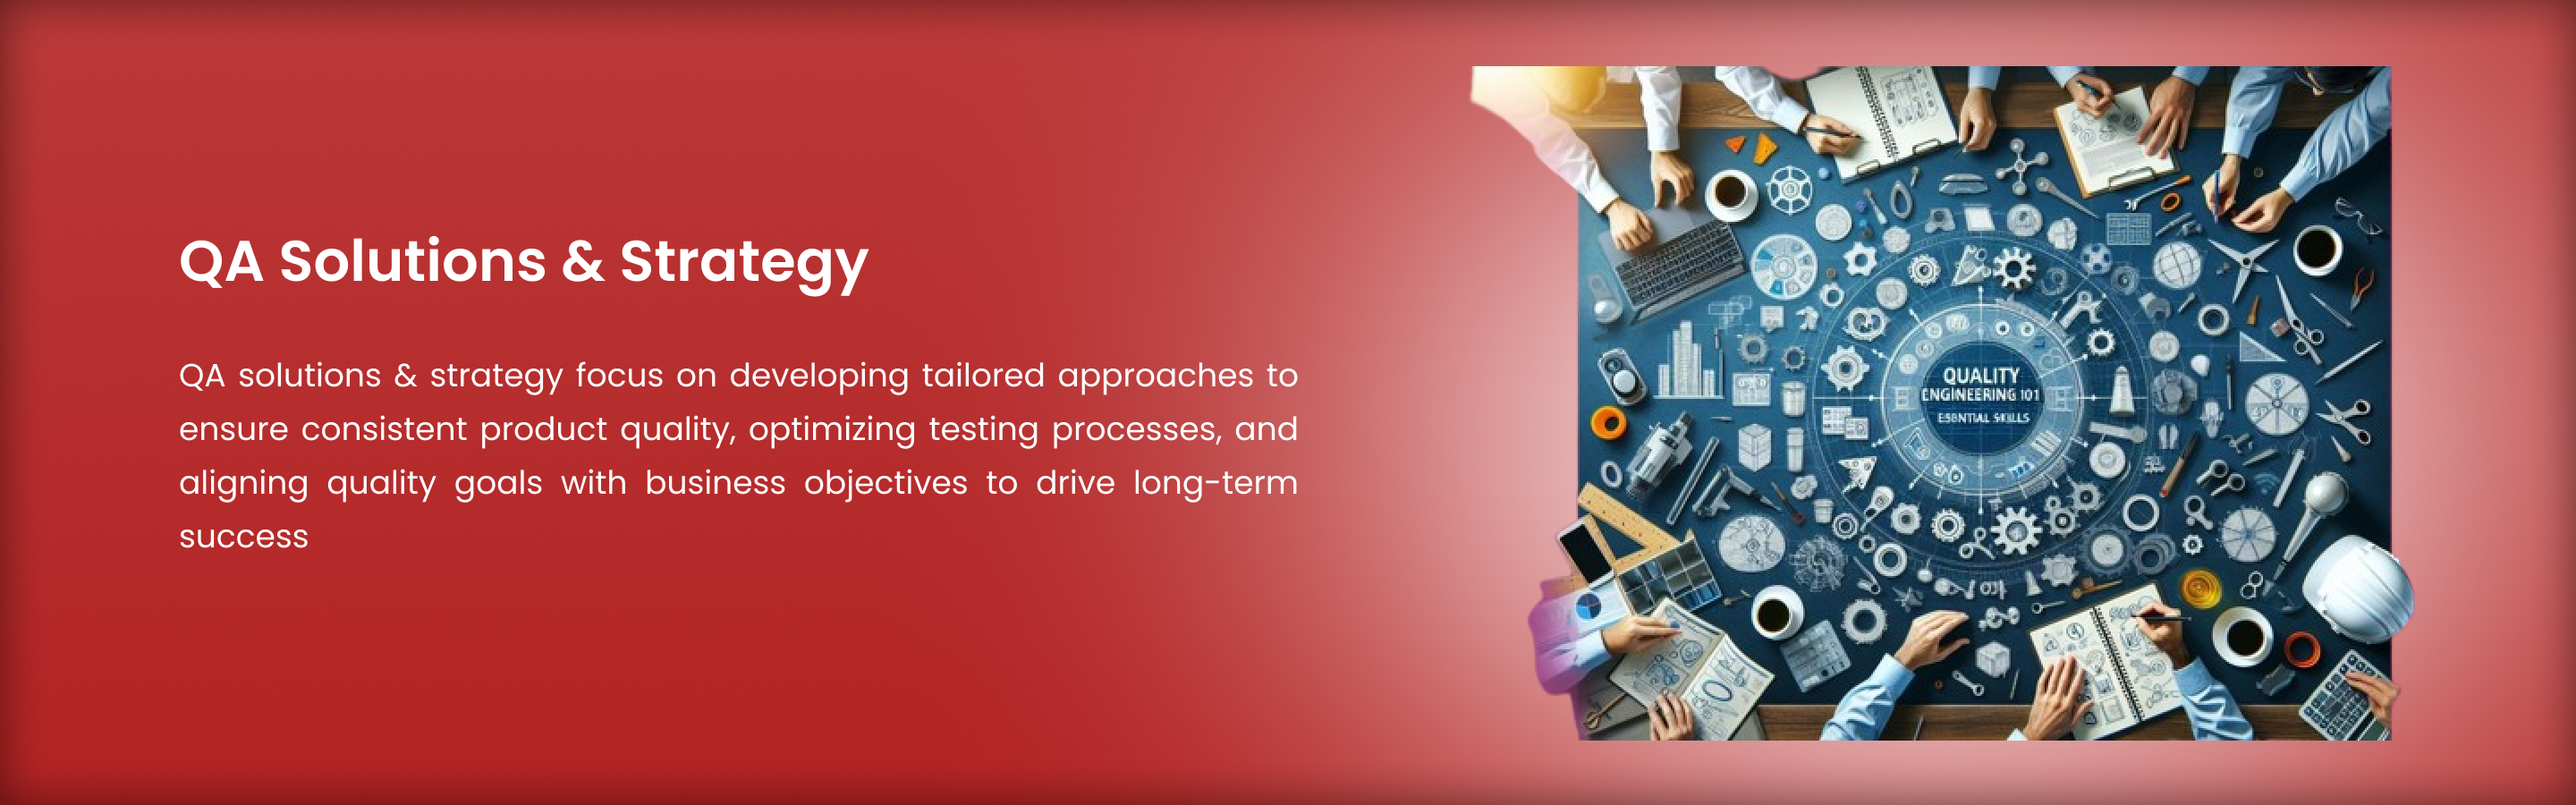 QA Solutions & Strategy
QA solutions & strategy focus on developing tailored approaches to
ensure consistent product quality, optimizing testing processes, and
aligning quality goals with business objectives to drive long-term
success
QUALITY
ENGINEERING 101
ESBNTIAL SKILLS